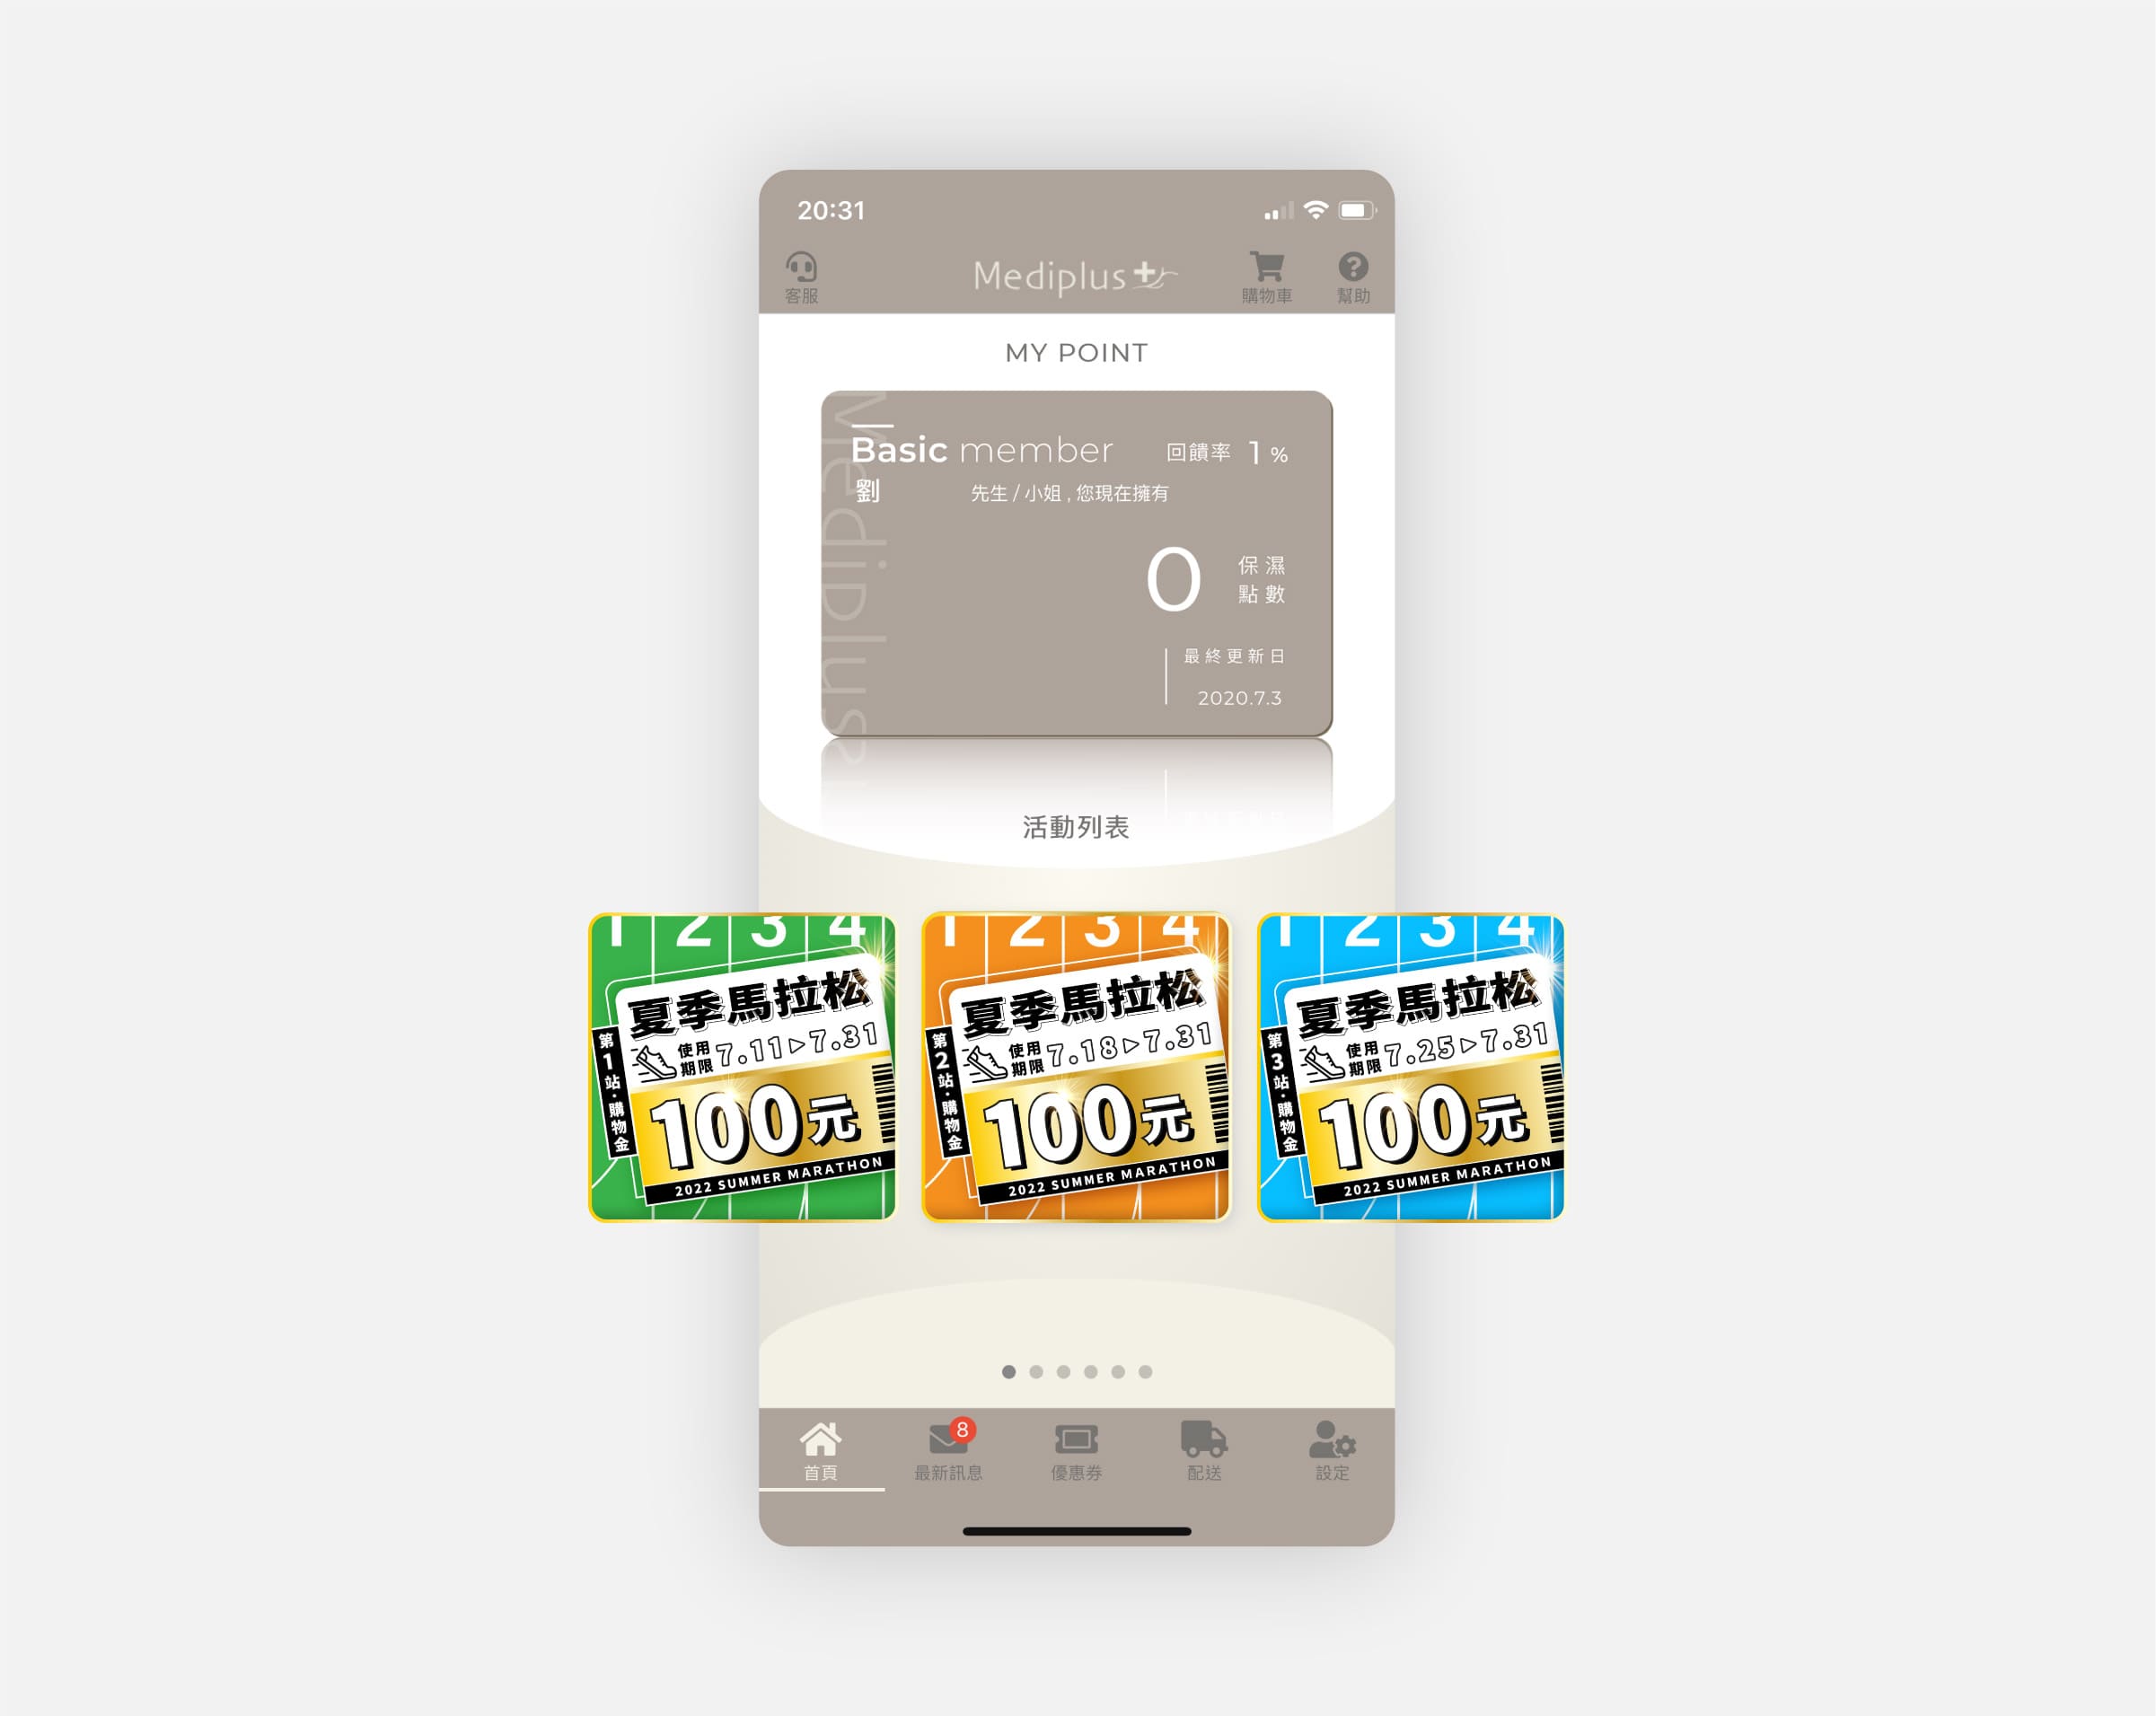 20:31
客服
Mediplus
購物車
幫助
MY POINT
Mediplus
Basic member 回饋率 1 %
劉 先生 / 小姐 , 您現在擁有
0 保濕
點數
最終更新日
2020.7.3
活動列表
1 2 3 4
夏季馬拉松
使用
期限 7.11▷7.31
第1站·購物金
100元
2022 SUMMER MARATHON
1 2 3 4
夏季馬拉松
使用
期限 7.18▷7.31
第2站·購物金
100元
2022 SUMMER MARATHON
1 2 3 4
夏季馬拉松
使用
期限 7.25▷7.31
第3站·購物金
100元
2022 SUMMER MARATHON
8
首頁
最新訊息
優惠券
配送
設定